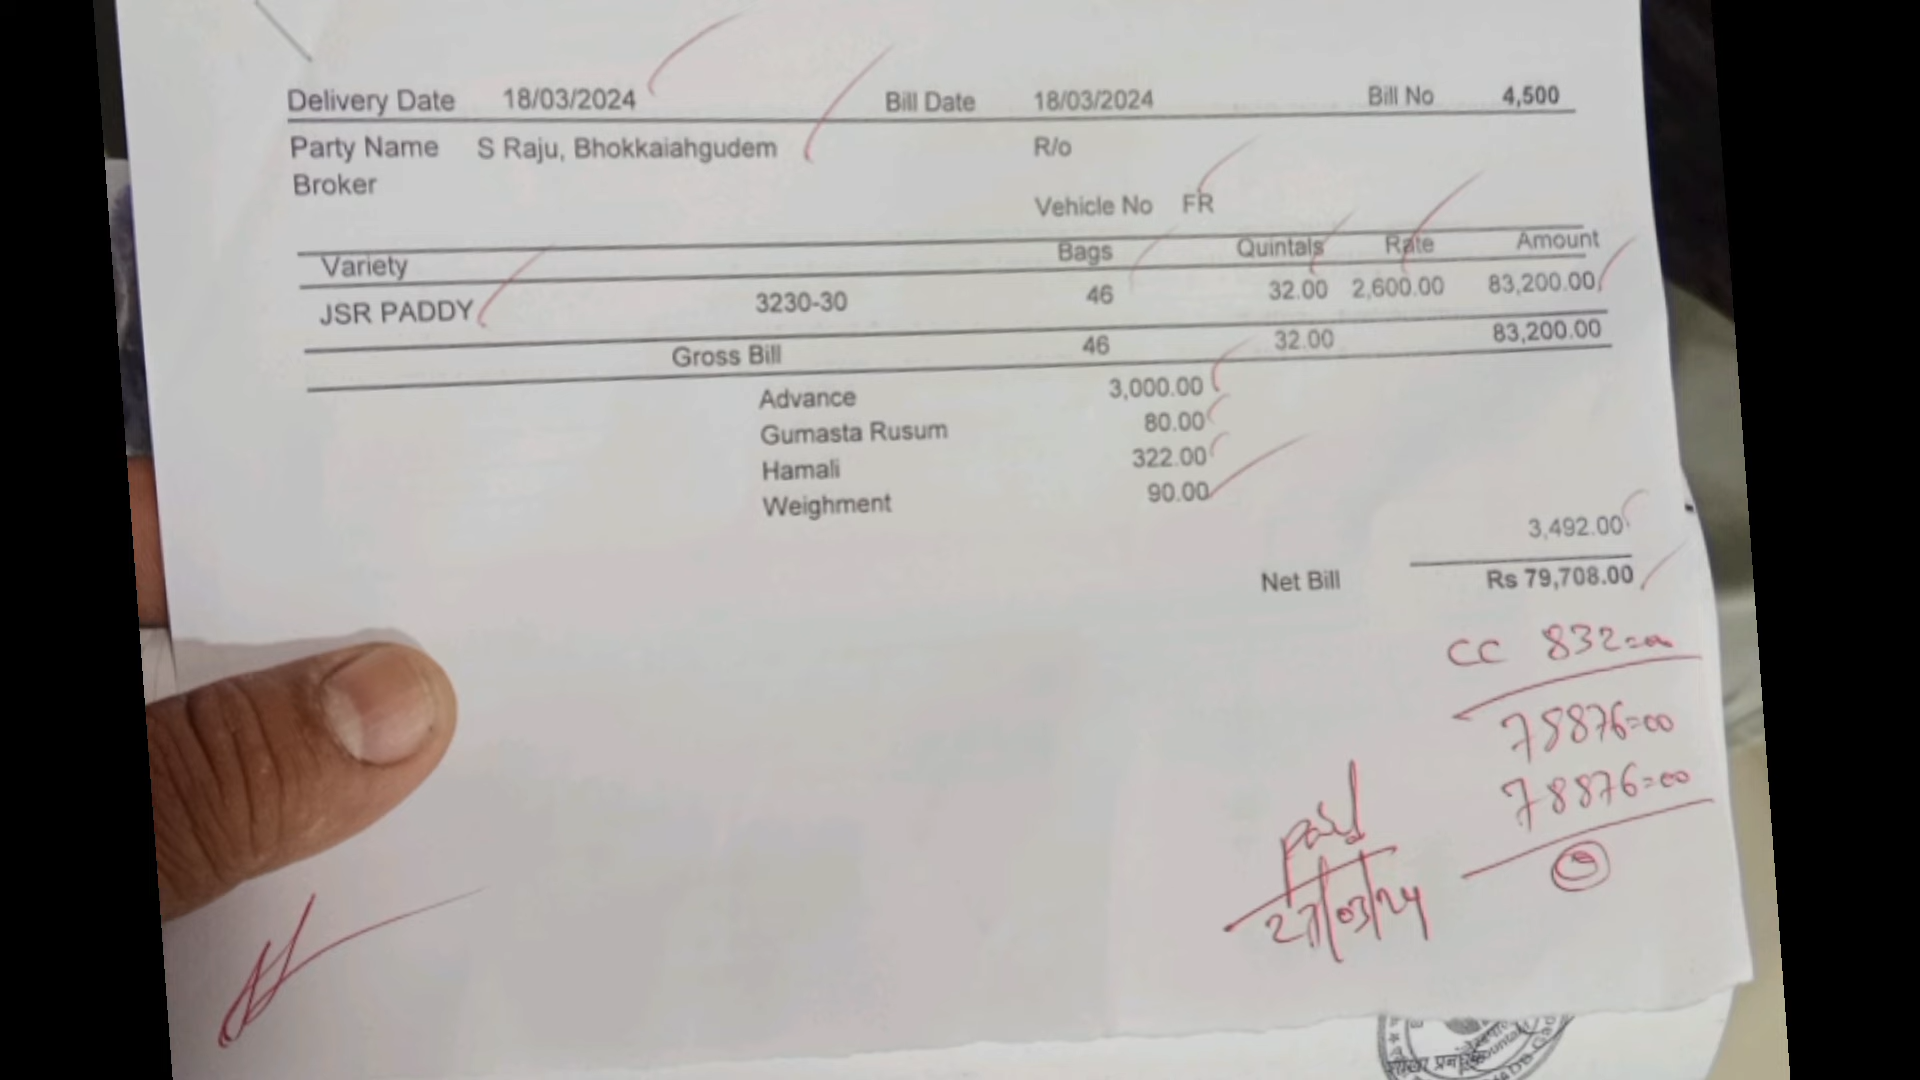 Delivery Date 18/03/2024 Bill Date 18/03/2024 Bill No 4,500
Party Name S Raju, Bhokkaiahgudem R/o
Broker
Vehicle No FR
Variety Bags Quintals Rate Amount
JSR PADDY 3230-30 46 32.00 2,600.00 83,200.00
Gross Bill 46 32.00 83,200.00
Advance 3,000.00
Gumasta Rusum 80.00
Hamali 322.00
Weighment 90.00
3,492.00
Net Bill Rs 79,708.00
CC 832=00
78876=00
78876=00
paid
27/03/24